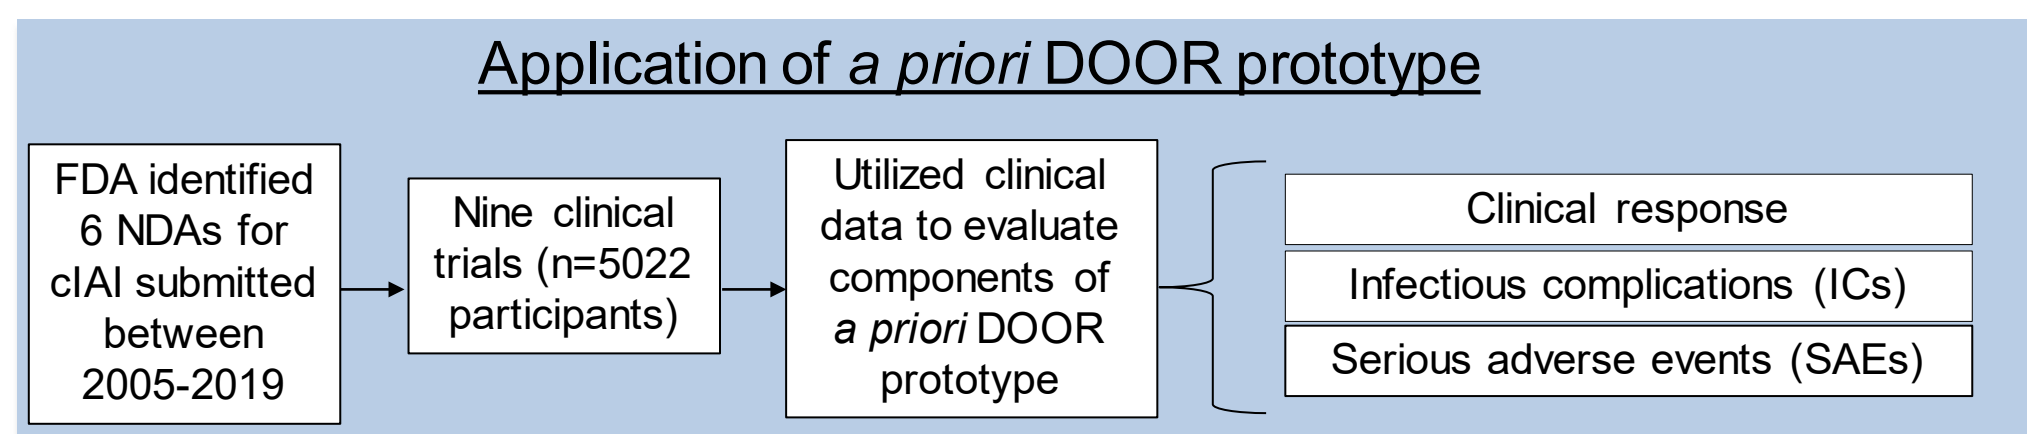 Application of a priori DOOR prototype
FDA identified
6 NDAs for
cIAI submitted
between
2005-2019
Nine clinical
trials (n=5022
participants)
Utilized clinical
data to evaluate
components of
a priori DOOR
prototype
Clinical response
Infectious complications (ICs)
Serious adverse events (SAEs)